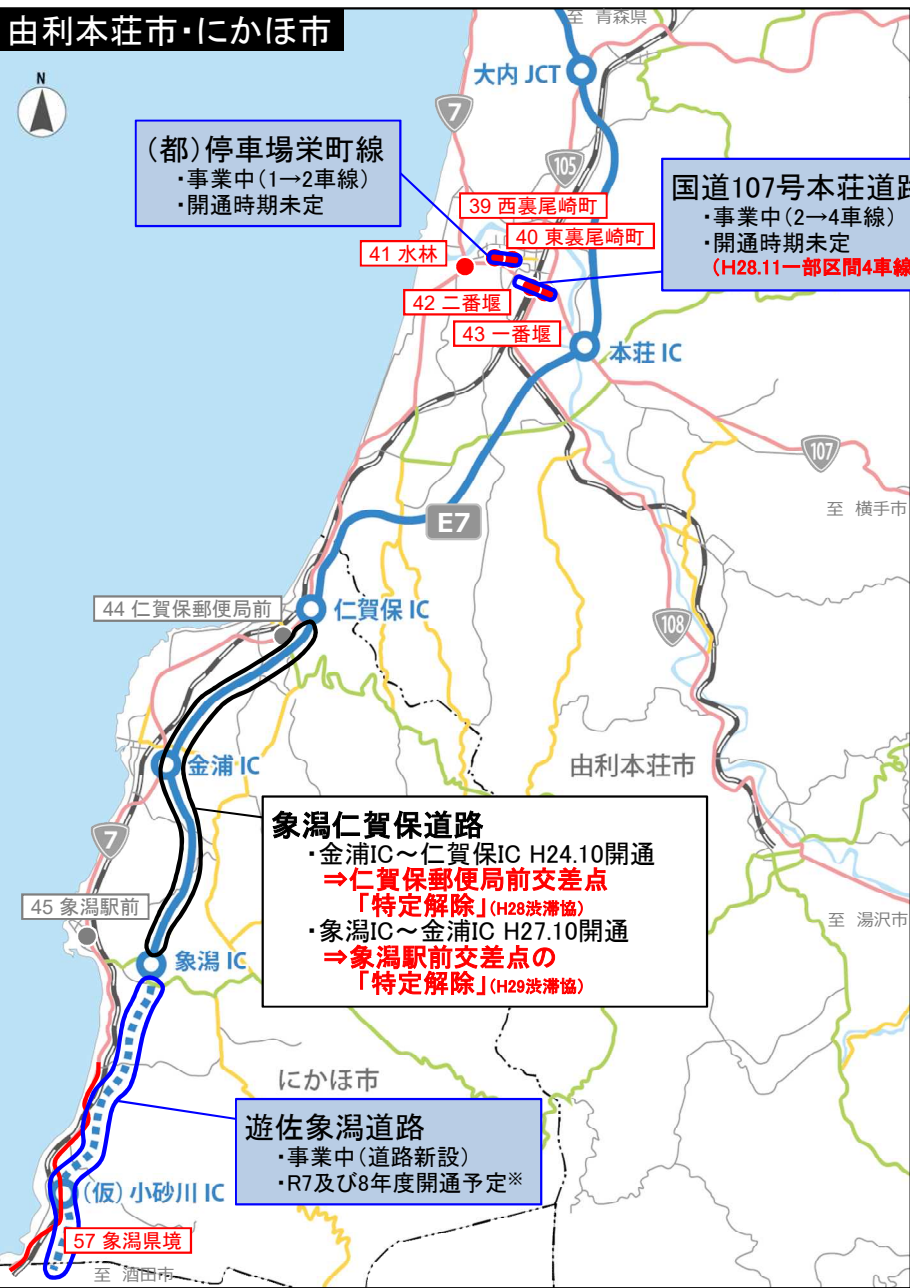 由利本荘市・にかほ市
至 青森県
N
大内 JCT
7
(都)停車場栄町線
・事業中(1→2車線)
・開通時期未定
105
国道107号本荘道路
・事業中(2→4車線)
・開通時期未定
(H28.11一部区間4車線
39 西裏尾崎町
40 東裏尾崎町
41 水林
42 二番堰
43 一番堰
本荘 IC
107
至 横手市
E7
44 仁賀保郵便局前
仁賀保 IC
108
金浦 IC
由利本荘市
7
象潟仁賀保道路
・金浦IC～仁賀保IC H24.10開通
⇒仁賀保郵便局前交差点
「特定解除」(H28渋滞協)
・象潟IC～金浦IC H27.10開通
⇒象潟駅前交差点の
「特定解除」(H29渋滞協)
45 象潟駅前
至 湯沢市
象潟 IC
にかほ市
遊佐象潟道路
・事業中(道路新設)
・R7及び8年度開通予定※
(仮) 小砂川 IC
57 象潟県境
至 酒田市